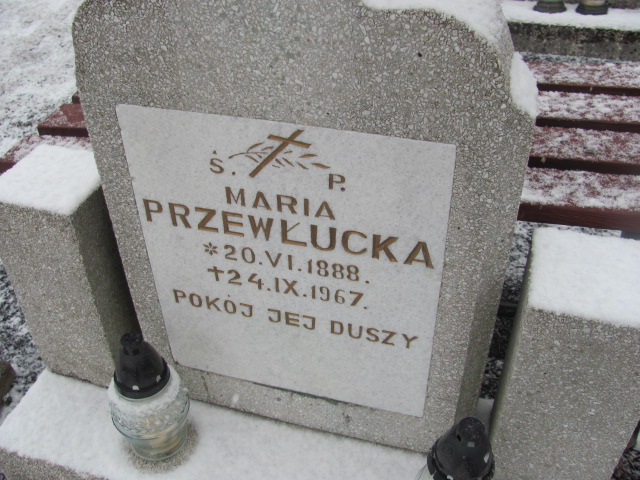 Ś. P.
MARIA
PRZEWŁUCKA
*20.VI.1888.
†24.IX.1967.
POKÓJ JEJ DUSZY